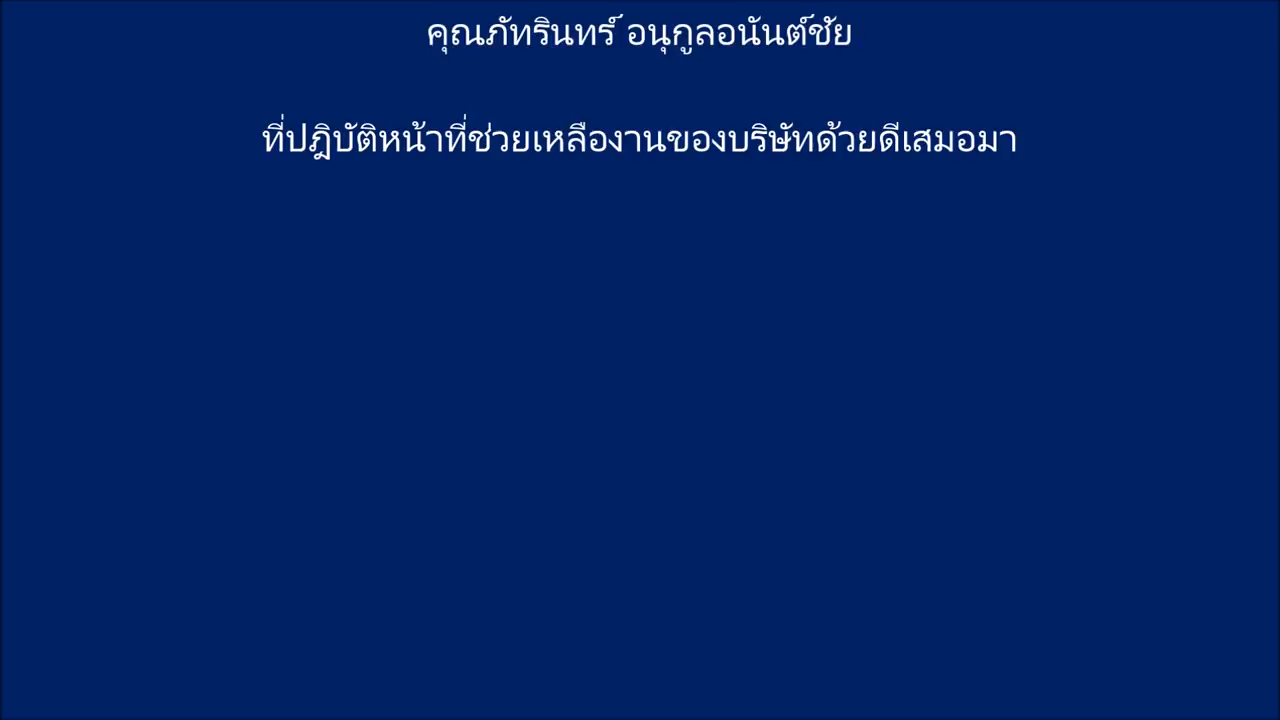 คุณภัทรินทร์ อนุกูลอนันต์ชัย
ที่ปฎิบัติหน้าที่ช่วยเหลืองานของบริษัทด้วยดีเสมอมา